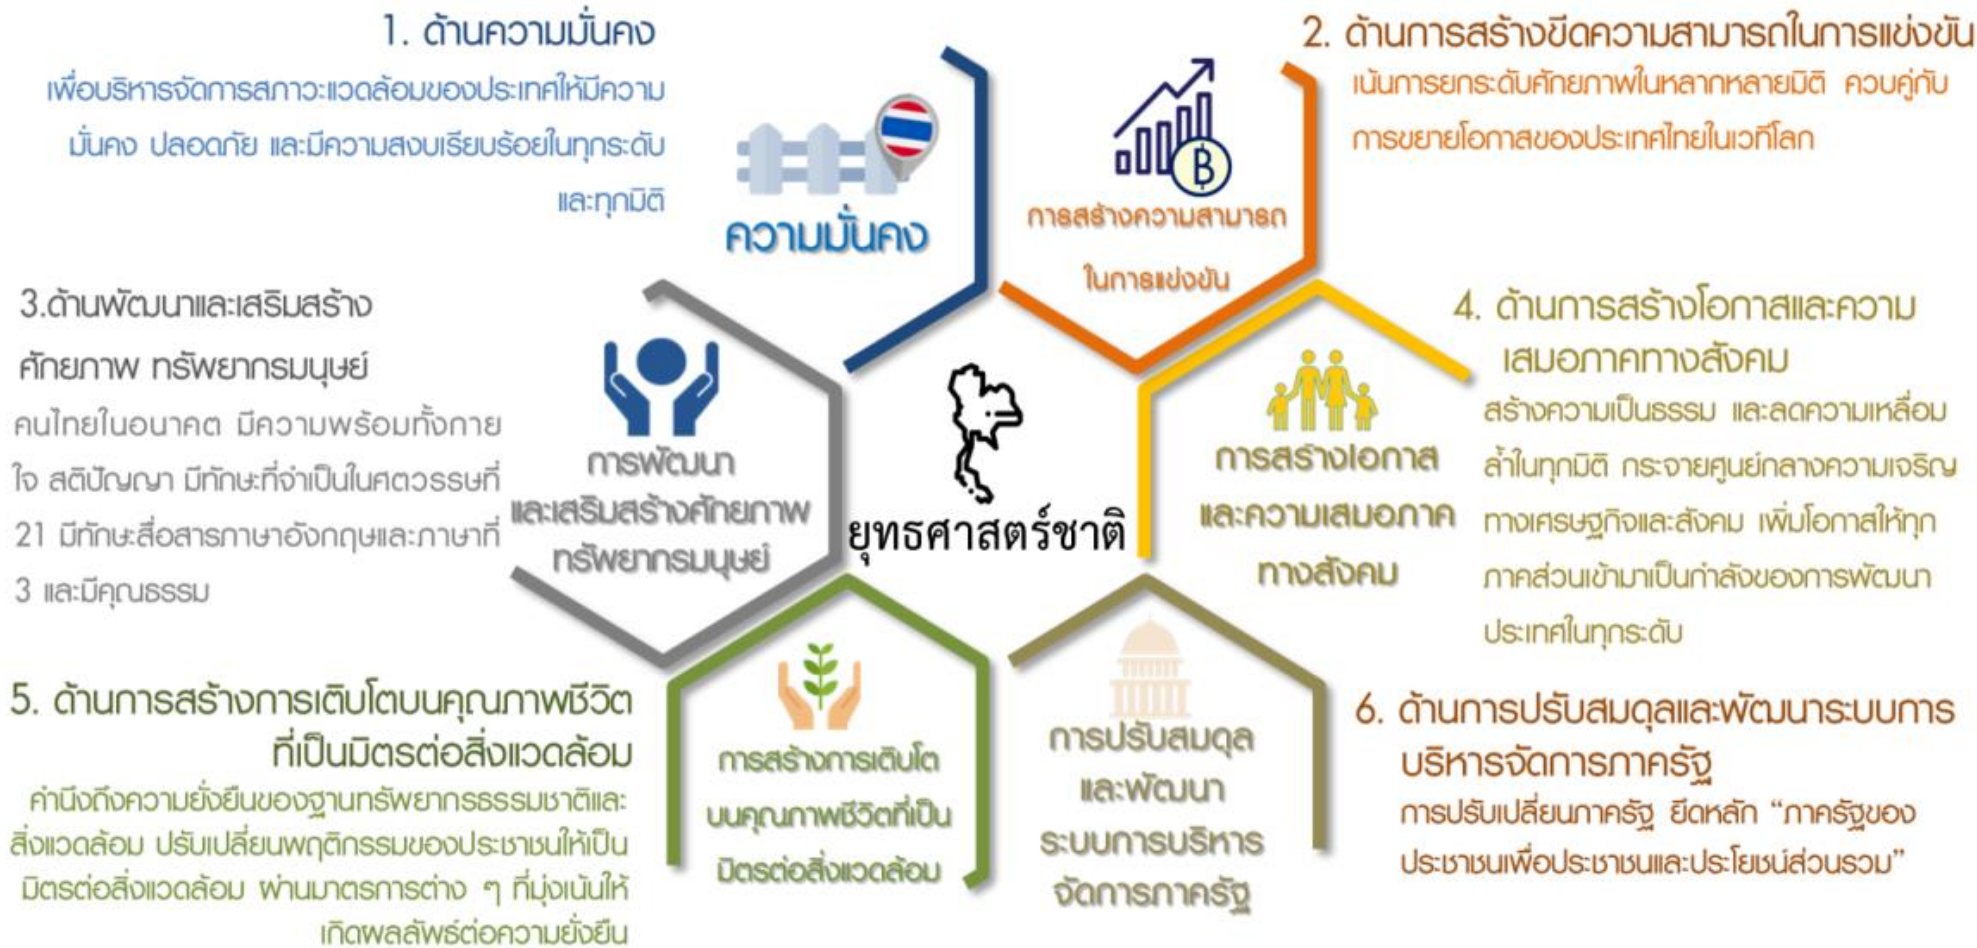 1. ด้านความมั่นคง
เพื่อบริหารจัดการสภาวะแวดล้อมของประเทศให้มีความ
มั่นคง ปลอดภัย และมีความสงบเรียบร้อยในทุกระดับ
และทุกมิติ
ความมั่นคง
฿
การสร้างความสามารถ
ในการแข่งขัน
2. ด้านการสร้างขีดความสามารถในการแข่งขัน
เน้นการยกระดับศักยภาพในหลากหลายมิติ ควบคู่กับ
การขยายโอกาสของประเทศไทยในเวทีโลก
3.ด้านพัฒนาและเสริมสร้าง
ศักยภาพ ทรัพยากรมนุษย์
คนไทยในอนาคต มีความพร้อมทั้งกาย
ใจ สติปัญญา มีทักษะที่จำเป็นในศตวรรษที่
21 มีทักษะสื่อสารภาษาอังกฤษและภาษาที่
3 และมีคุณธรรม
การพัฒนา
และเสริมสร้างศักยภาพ
ทรัพยากรมนุษย์
ยุทธศาสตร์ชาติ
การสร้างโอกาส
และความเสมอภาค
ทางสังคม
4. ด้านการสร้างโอกาสและความ
เสมอภาคทางสังคม
สร้างความเป็นธรรม และลดความเหลื่อม
ล้ำในทุกมิติ กระจายศูนย์กลางความเจริญ
ทางเศรษฐกิจและสังคม เพิ่มโอกาสให้ทุก
ภาคส่วนเข้ามาเป็นกำลังของการพัฒนา
ประเทศในทุกระดับ
5. ด้านการสร้างการเติบโตบนคุณภาพชีวิต
ที่เป็นมิตรต่อสิ่งแวดล้อม
คำนึงถึงความยั่งยืนของฐานทรัพยากรธรรมชาติและ
สิ่งแวดล้อม ปรับเปลี่ยนพฤติกรรมของประชาชนให้เป็น
มิตรต่อสิ่งแวดล้อม ผ่านมาตรการต่าง ๆ ที่มุ่งเน้นให้
เกิดผลลัพธ์ต่อความยั่งยืน
การสร้างการเติบโต
บนคุณภาพชีวิตที่เป็น
มิตรต่อสิ่งแวดล้อม
การปรับสมดุล
และพัฒนา
ระบบการบริหาร
จัดการภาครัฐ
6. ด้านการปรับสมดุลและพัฒนาระบบการ
บริหารจัดการภาครัฐ
การปรับเปลี่ยนภาครัฐ ยึดหลัก “ภาครัฐของ
ประชาชนเพื่อประชาชนและประโยชน์ส่วนรวม”